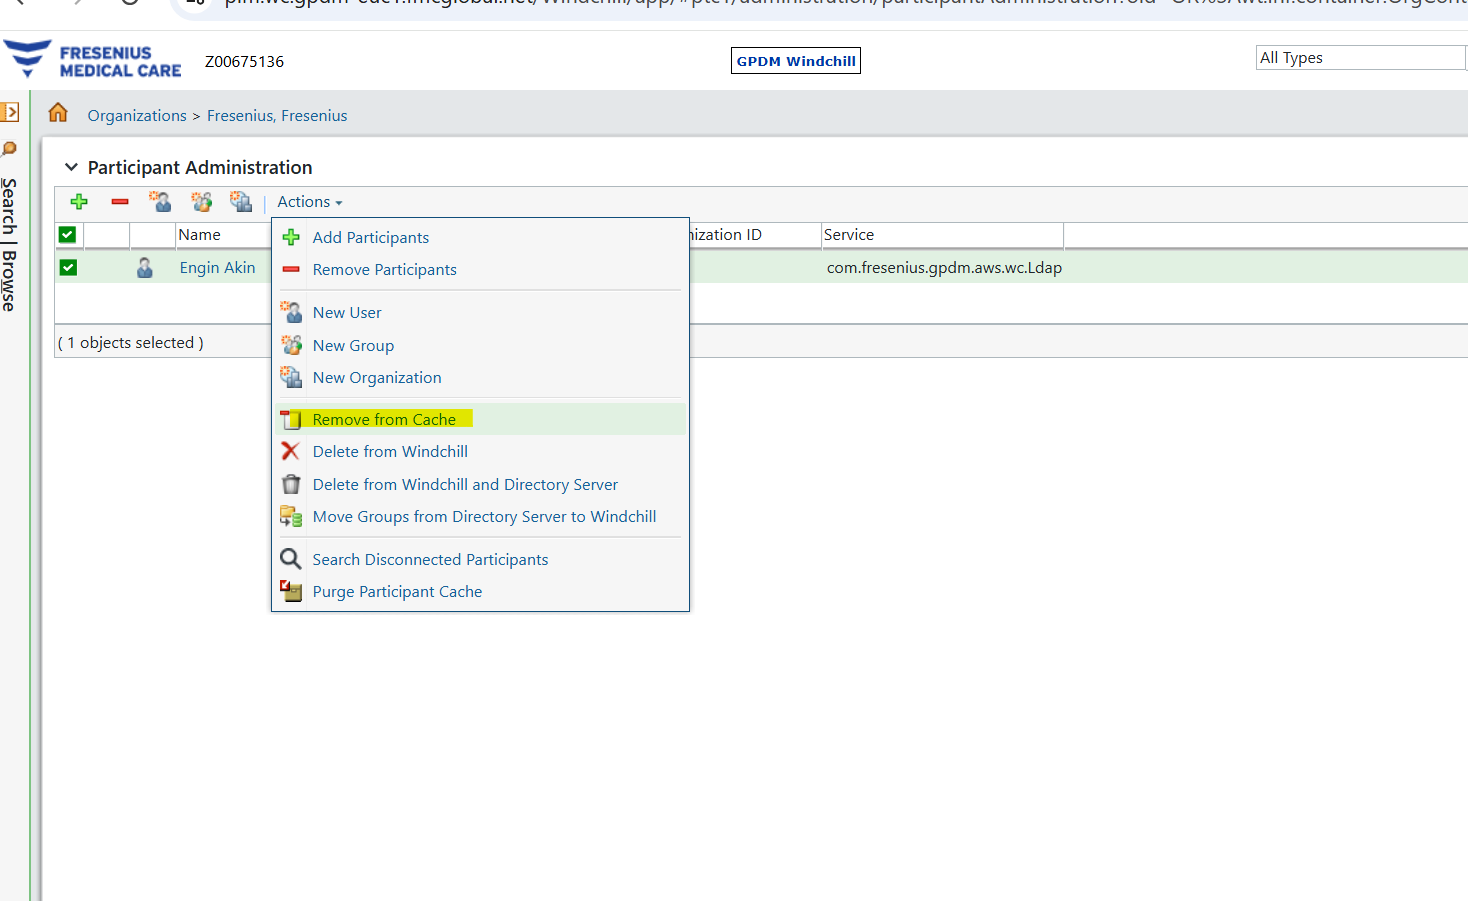 FRESENIUS
MEDICAL CARE
Z00675136
GPDM Windchill
All Types
Organizations > Fresenius, Fresenius
Search | Browse
Participant Administration
Actions
Name
nization ID
Service
Engin Akin
com.fresenius.gpdm.aws.wc.Ldap
( 1 objects selected )
Add Participants
Remove Participants
New User
New Group
New Organization
Remove from Cache
Delete from Windchill
Delete from Windchill and Directory Server
Move Groups from Directory Server to Windchill
Search Disconnected Participants
Purge Participant Cache